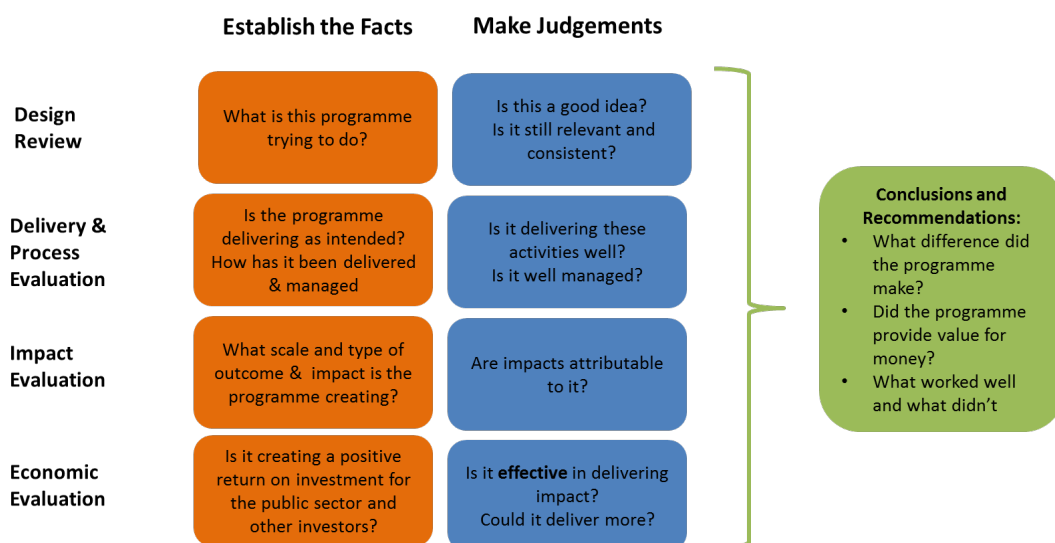 Establish the Facts
Make Judgements
Design
Review
What is this programme
trying to do?
Is this a good idea?
Is it still relevant and
consistent?
Delivery &
Process
Evaluation
Is the programme
delivering as intended?
How has it been delivered
& managed
Is it delivering these
activities well?
Is it well managed?
Impact
Evaluation
What scale and type of
outcome & impact is the
programme creating?
Are impacts attributable
to it?
Economic
Evaluation
Is it creating a positive
return on investment for
the public sector and
other investors?
Is it effective in delivering
impact?
Could it deliver more?
Conclusions and
Recommendations:
• What difference did
the programme
make?
• Did the programme
provide value for
money?
• What worked well
and what didn't